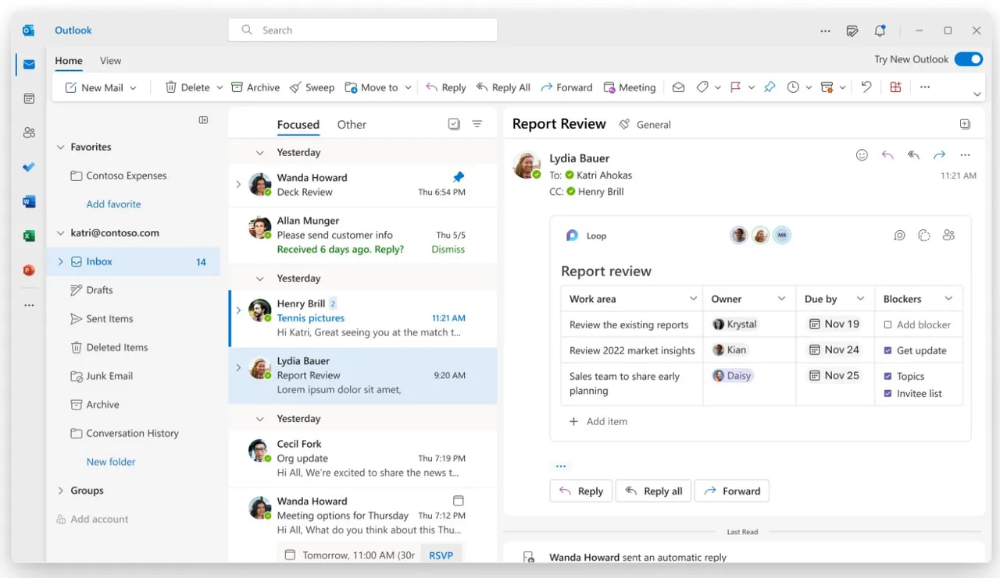 Outlook
Search
Home View
Try New Outlook
New Mail Delete Archive Sweep Move to Reply Reply All Forward Meeting
Favorites
Contoso Expenses
Add favorite
katri@contoso.com
Inbox 14
Drafts
Sent Items
Deleted Items
Junk Email
Archive
Conversation History
New folder
Groups
Add account
Focused Other
Yesterday
Wanda Howard
Deck Review Thu 6:54 PM
Allan Munger
Please send customer info Thu 5/5
Received 6 days ago. Reply? Dismiss
Yesterday
Henry Brill 2
Tennis pictures 11:21 AM
Hi Katri, Great seeing you at the match t...
Lydia Bauer
Report Review 9:20 AM
Lorem ipsum dolor sit amet,
Yesterday
Cecil Fork
Org update Thu 7:19 PM
Hi All, We're excited to share the news t...
Wanda Howard
Meeting options for Thursday Thu 7:12 PM
Hi All, What do you think about this Thu...
Tomorrow, 11:00 AM (30r RSVP
Report Review General
Lydia Bauer
To: Katri Ahokas 11:21 AM
CC: Henry Brill
Loop MB
Report review
Work area Owner Due by Blockers
Review the existing reports Krystal Nov 19 Add blocker
Review 2022 market insights Kian Nov 24 Get update
Sales team to share early Daisy Nov 25 Topics
planning Invitee list
Add item
Reply Reply all Forward
Last Read
Wanda Howard sent an automatic reply